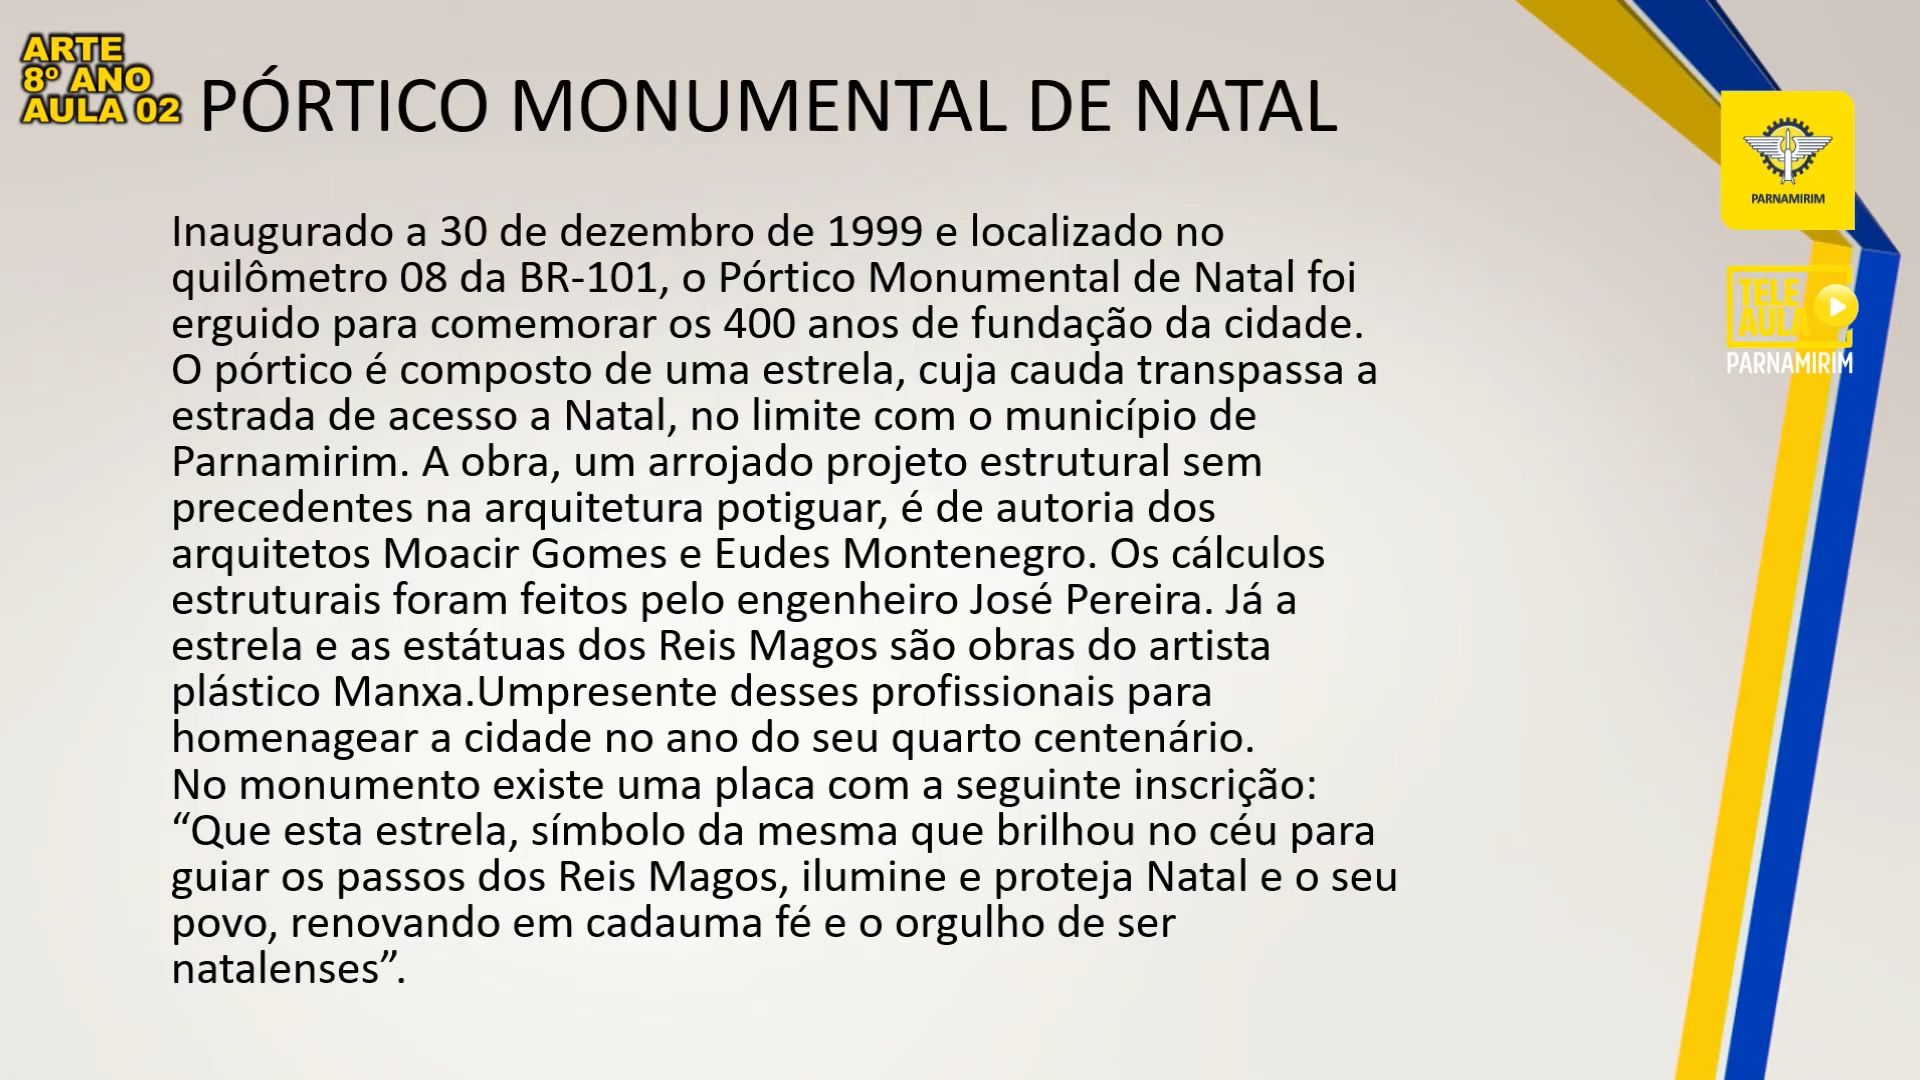 ARTE
8º ANO
AULA 02
PÓRTICO MONUMENTAL DE NATAL
PARNAMIRIM
TELE
AULA
PARNAMIRIM
Inaugurado a 30 de dezembro de 1999 e localizado no
quilômetro 08 da BR-101, o Pórtico Monumental de Natal foi
erguido para comemorar os 400 anos de fundação da cidade.
O pórtico é composto de uma estrela, cuja cauda transpassa a
estrada de acesso a Natal, no limite com o município de
Parnamirim. A obra, um arrojado projeto estrutural sem
precedentes na arquitetura potiguar, é de autoria dos
arquitetos Moacir Gomes e Eudes Montenegro. Os cálculos
estruturais foram feitos pelo engenheiro José Pereira. Já a
estrela e as estátuas dos Reis Magos são obras do artista
plástico Manxa.Umpresente desses profissionais para
homenagear a cidade no ano do seu quarto centenário.
No monumento existe uma placa com a seguinte inscrição:
“Que esta estrela, símbolo da mesma que brilhou no céu para
guiar os passos dos Reis Magos, ilumine e proteja Natal e o seu
povo, renovando em cadauma fé e o orgulho de ser
natalenses”.